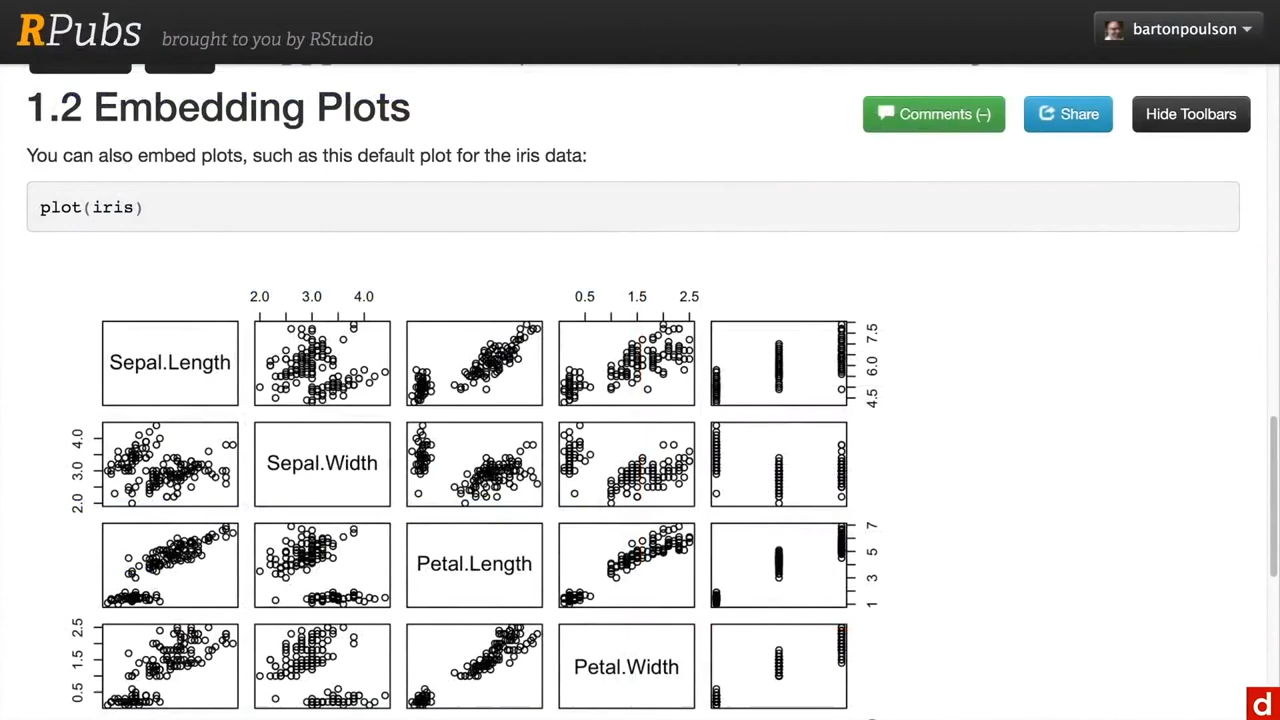 RPubs brought to you by RStudio
bartonpoulson
1.2 Embedding Plots
Comments (–)
Share
Hide Toolbars
You can also embed plots, such as this default plot for the iris data:
plot(iris)
2.0 3.0 4.0
0.5 1.5 2.5
Sepal.Length
4.5 6.0 7.5
2.0 3.0 4.0
Sepal.Width
Petal.Length
1 3 5 7
0.5 1.5 2.5
Petal.Width
d